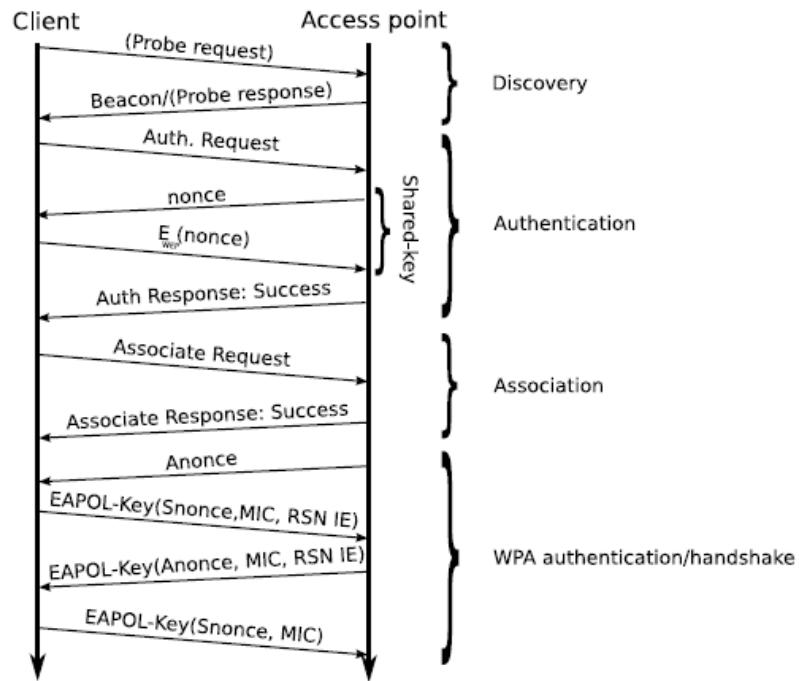 Client
Access point
(Probe request)
Discovery
Beacon/(Probe response)
Auth. Request
nonce
Shared-key
Authentication
E_WEP(nonce)
Auth Response: Success
Associate Request
Association
Associate Response: Success
Anonce
EAPOL-Key(Snonce,MIC, RSN IE)
WPA authentication/handshake
EAPOL-Key(Anonce, MIC, RSN IE)
EAPOL-Key(Snonce, MIC)